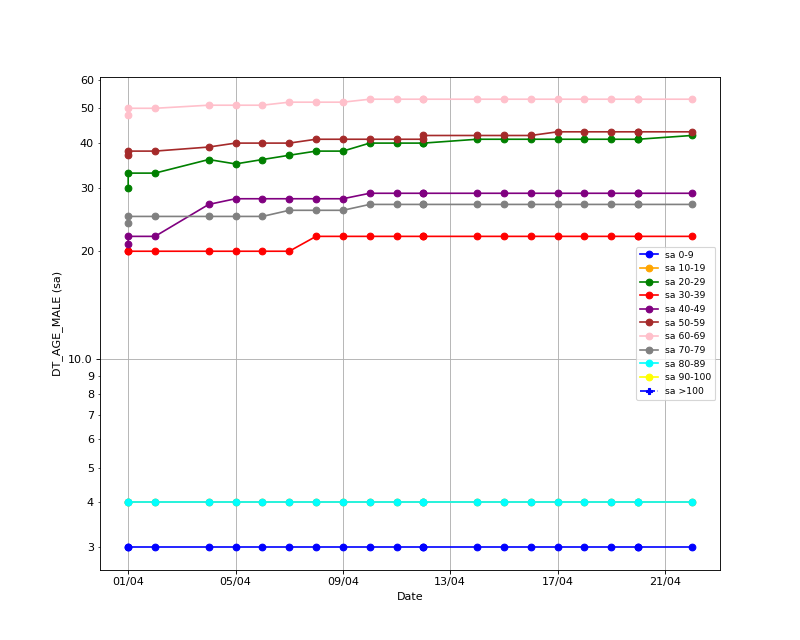 60
50
40
30
20
10.0
9
8
7
6
5
4
3
DT_AGE_MALE (sa)
sa 0-9
sa 10-19
sa 20-29
sa 30-39
sa 40-49
sa 50-59
sa 60-69
sa 70-79
sa 80-89
sa 90-100
sa >100
01/04 05/04 09/04 13/04 17/04 21/04
Date